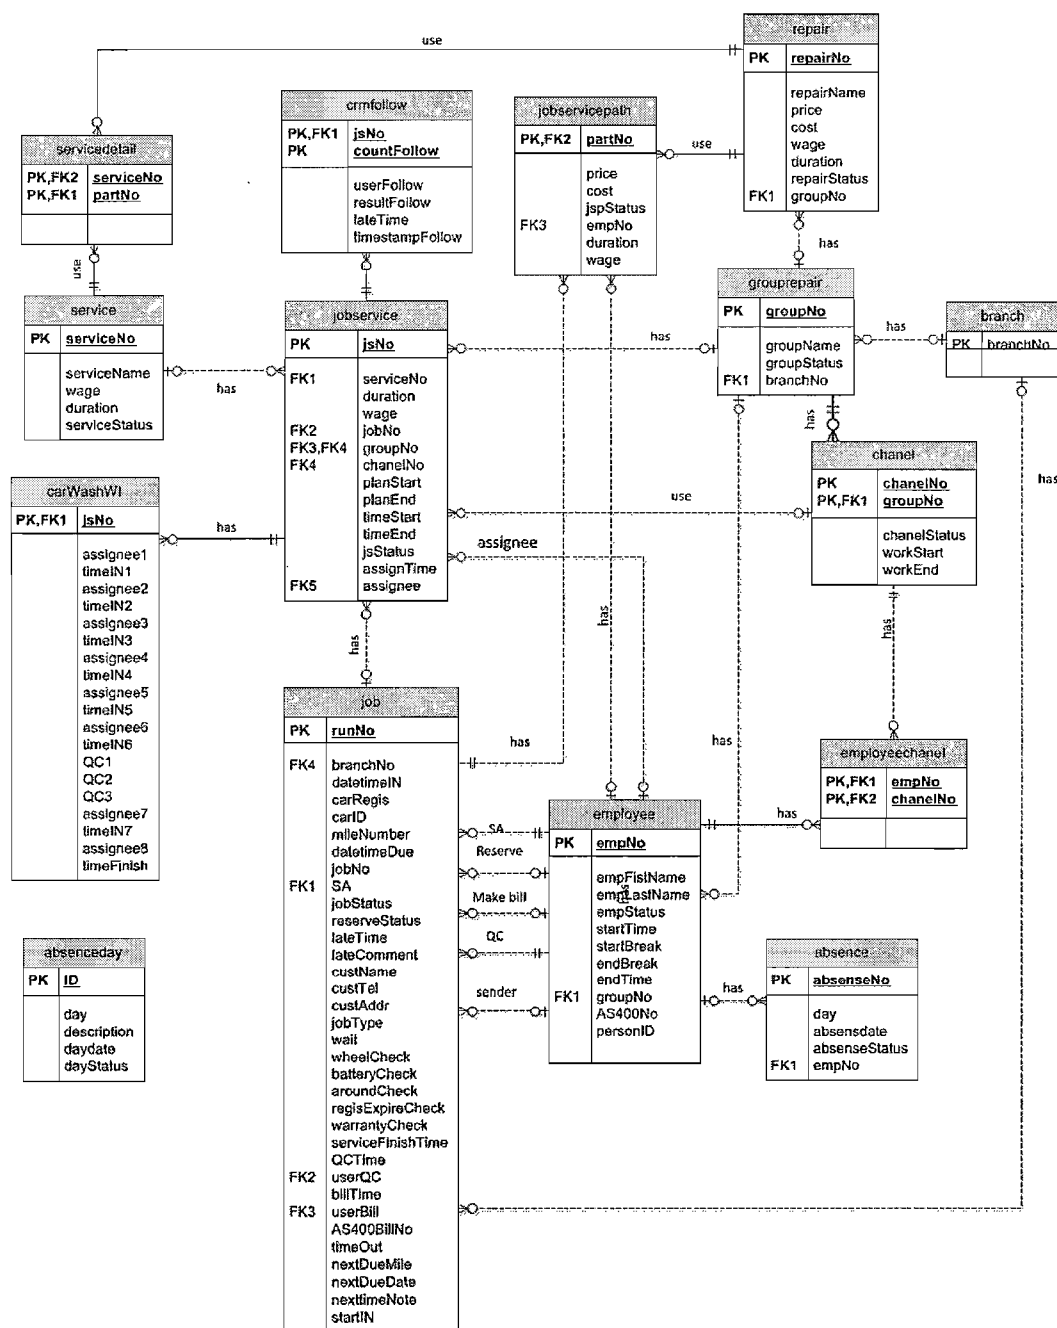 repair
PK repairNo
repairName
price
cost
wage
duration
repairStatus
FK1 groupNo
use
crmfollow
PK,FK1 jsNo
PK countFollow
userFollow
resultFollow
lateTime
timestampFollow
jobservicepath
PK,FK2 partNo
price
cost
jspStatus
FK3 empNo
duration
wage
use
servicedetail
PK,FK2 serviceNo
PK,FK1 partNo
use
has
service
PK serviceNo
serviceName
wage
duration
serviceStatus
has
jobservice
PK jsNo
FK1 serviceNo
duration
wage
FK2 jobNo
FK3,FK4 groupNo
FK4 chanelNo
planStart
planEnd
timeStart
timeEnd
jsStatus
assignTime
FK5 assignee
has
grouprepair
PK groupNo
groupName
groupStatus
FK1 branchNo
has
branch
PK branchNo
has
has
chanel
PK chanelNo
PK,FK1 groupNo
chanelStatus
workStart
workEnd
use
assignee
carWashWI
PK,FK1 jsNo
assignee1
timeIN1
assignee2
timeIN2
assignee3
timeIN3
assignee4
timeIN4
assignee5
timeIN5
assignee6
timeIN6
QC1
QC2
QC3
assignee7
timeIN7
assignee8
timeFinish
has
has
has
has
has
has
job
PK runNo
FK4 branchNo
datetimeIN
carRegis
carID
mileNumber
datetimeDue
jobNo
FK1 SA
jobStatus
reserveStatus
lateTime
lateComment
custName
custTel
custAddr
jobType
wait
wheelCheck
batteryCheck
aroundCheck
regisExpireCheck
warrantyCheck
serviceFinishTime
QCTime
FK2 userQC
billTime
FK3 userBill
AS400BillNo
timeOut
nextDueMile
nextDueDate
nexttimeNote
startIN
SA
Reserve
Make bill
QC
sender
employee
PK empNo
empFistName
empLastName
empStatus
startTime
startBreak
endBreak
endTime
FK1 groupNo
AS400No
personID
has
has
employeechanel
PK,FK1 empNo
PK,FK2 chanelNo
absence
PK absenseNo
day
absensdate
absenseStatus
FK1 empNo
absenceday
PK ID
day
description
daydate
dayStatus